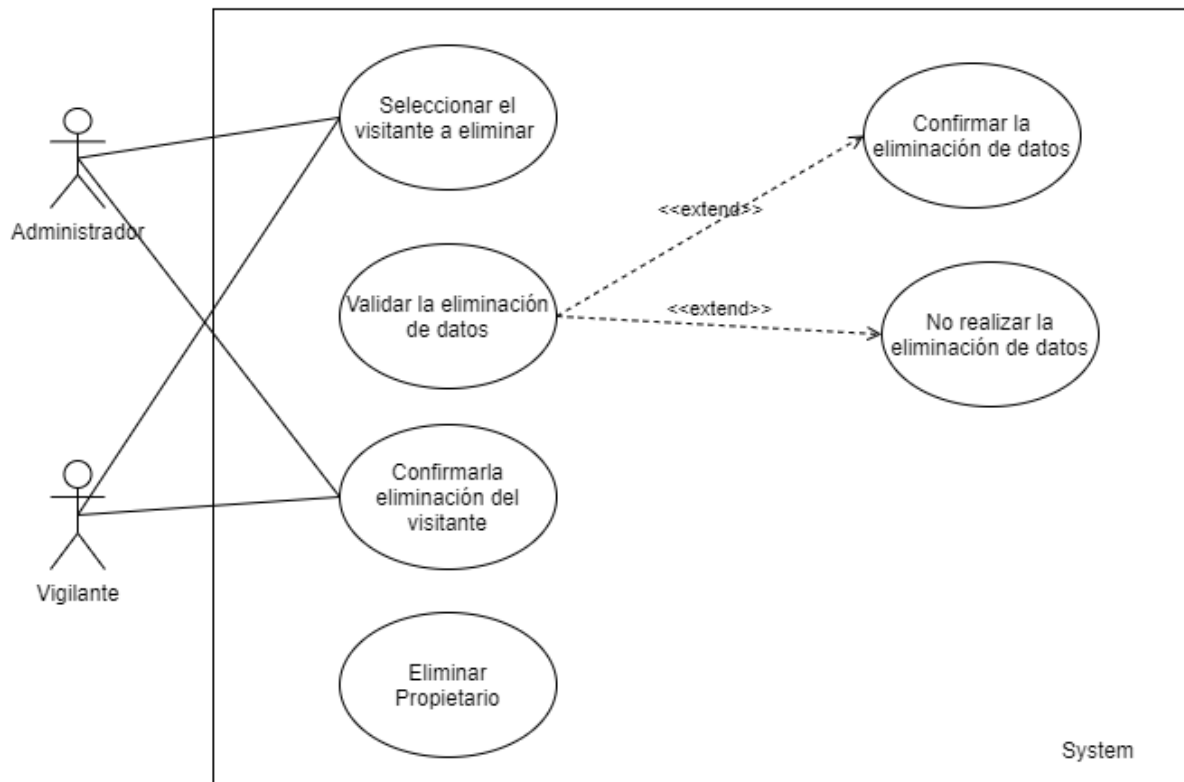 Seleccionar el
visitante a eliminar
Confirmar la
eliminación de datos
Administrador
<<extend>>
Validar la eliminación
de datos
<<extend>>
No realizar la
eliminación de datos
Confirmarla
eliminación del
visitante
Vigilante
Eliminar
Propietario
System